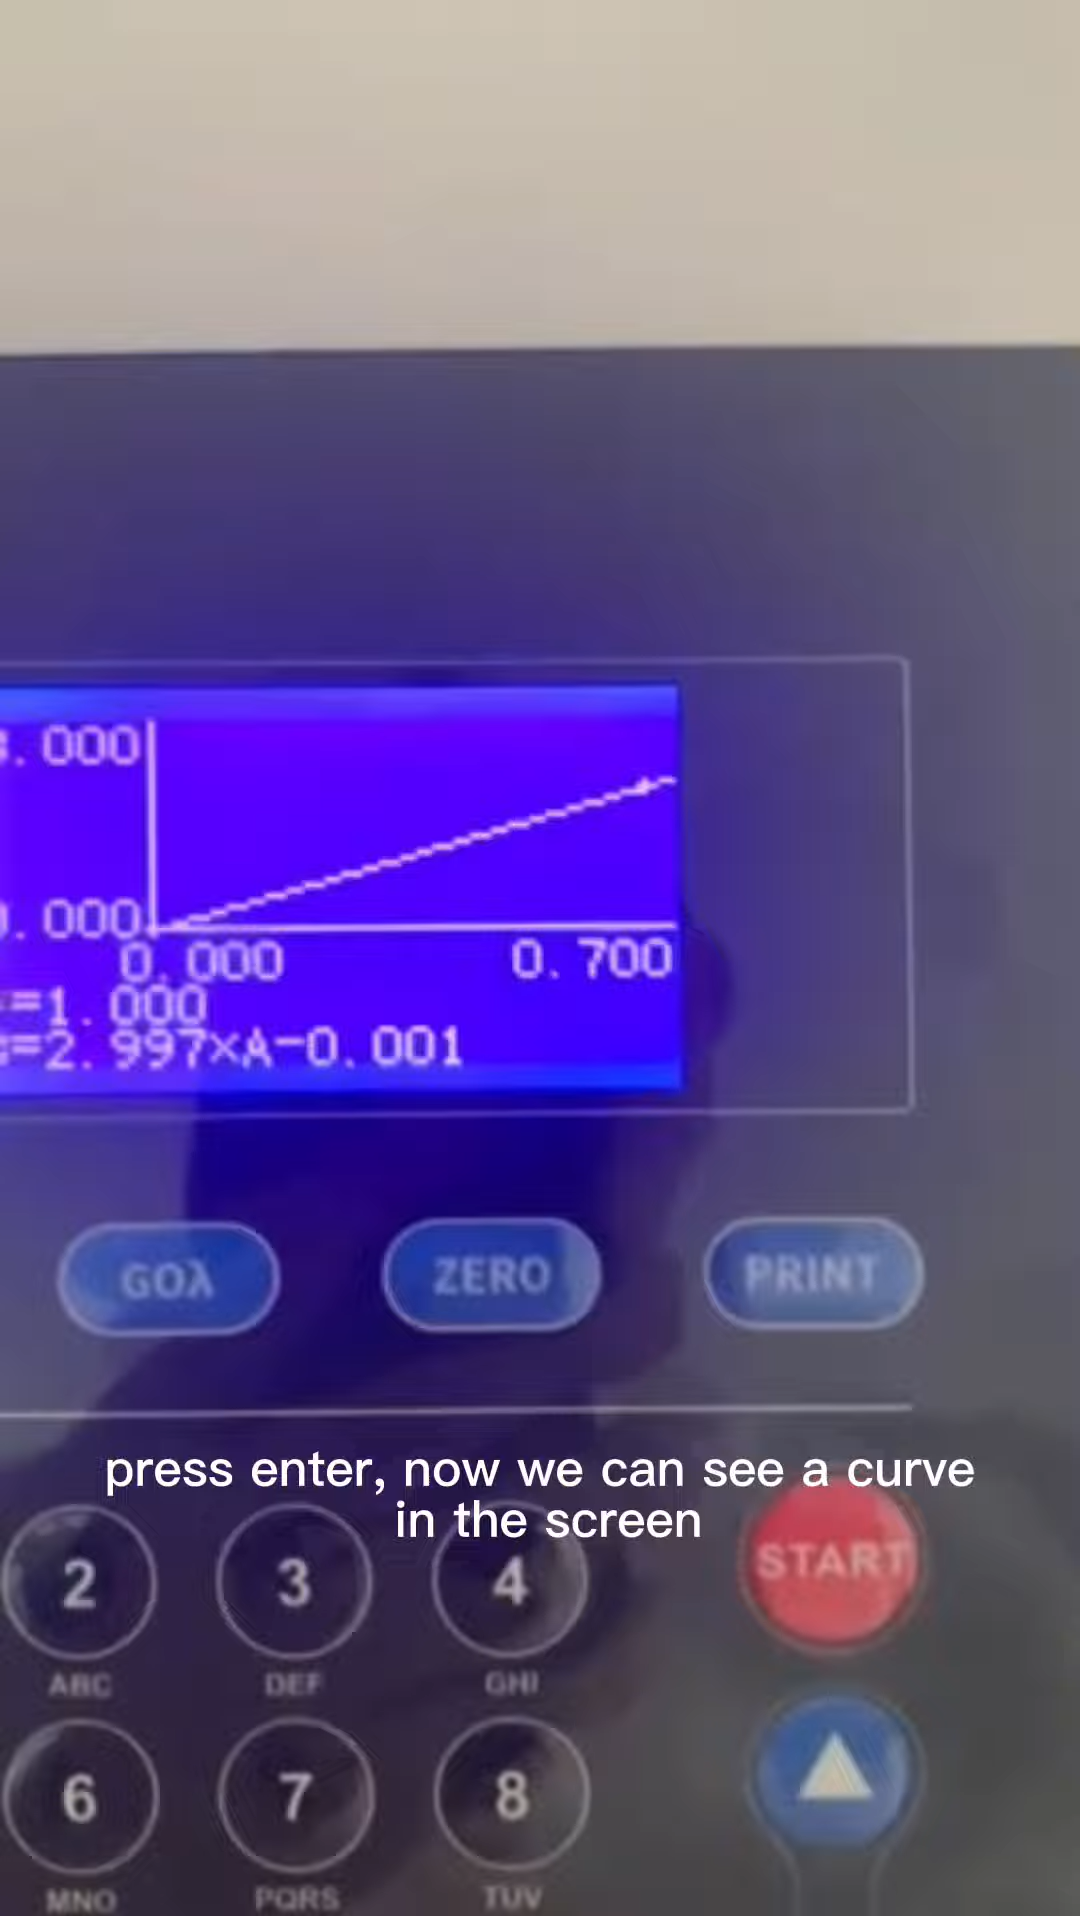 .000
.000
0.000 0.700
=1.000
=2.997×A-0.001
GOλ ZERO PRINT
press enter, now we can see a curve
in the screen
START
2 3 4
ABC DEF GHI
6 7 8
MNO PQRS TUV